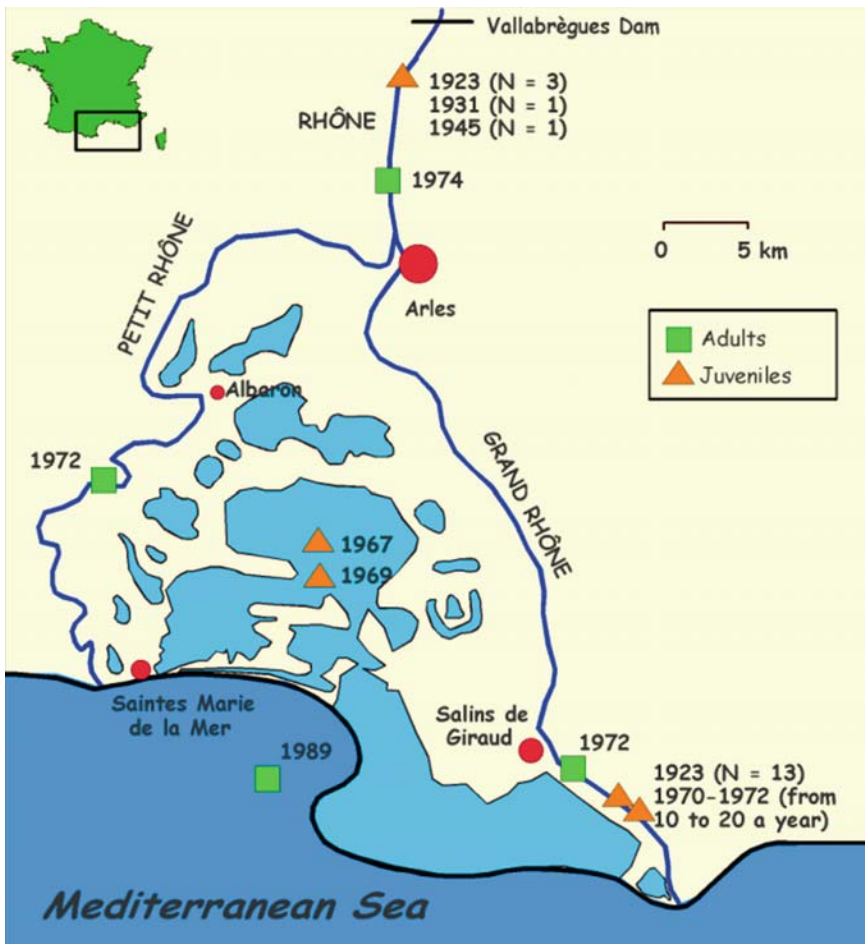 Vallabrègues Dam
1923 (N = 3)
1931 (N = 1)
1945 (N = 1)
RHÔNE
1974
PETIT RHÔNE
0 5 km
Arles
Adults
Juveniles
Albaron
1972
GRAND RHÔNE
1967
1969
Saintes Marie
de la Mer
Salins de
Giraud
1972
1989
1923 (N = 13)
1970-1972 (from
10 to 20 a year)
Mediterranean Sea